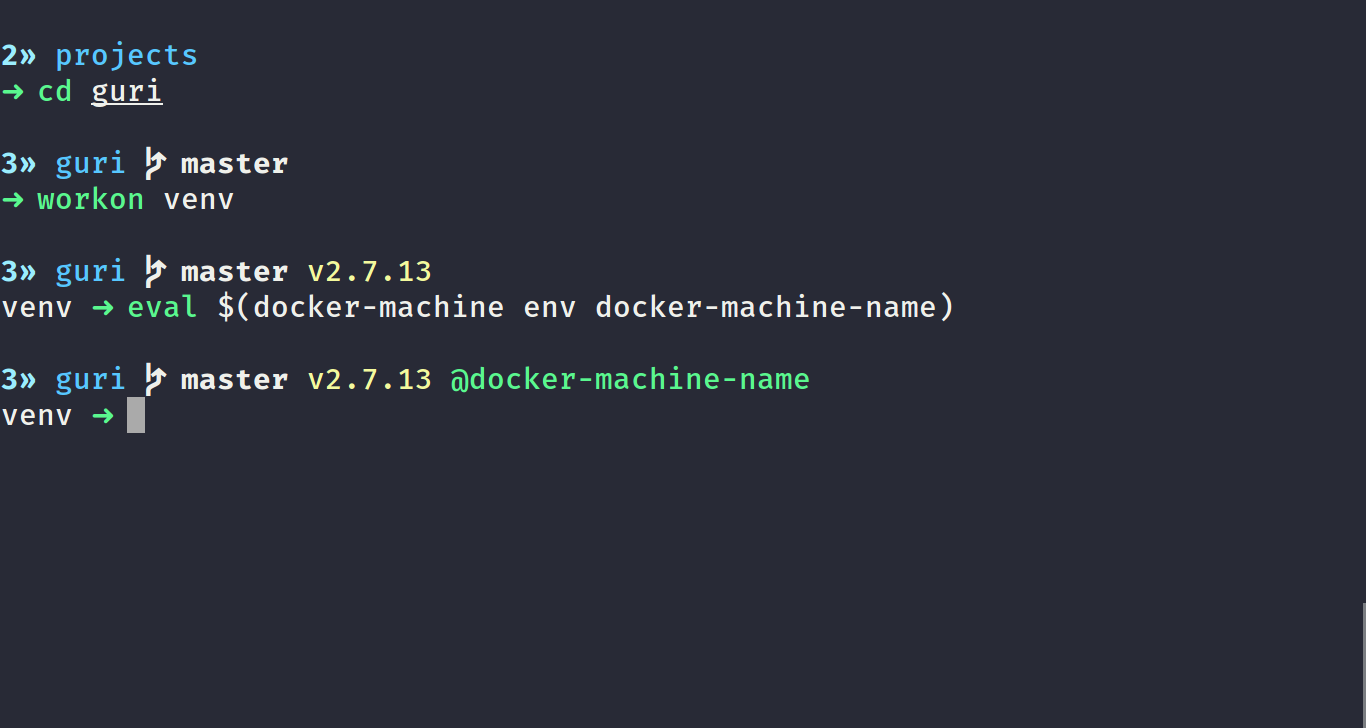 2» projects
➜ cd guri
3» guri ⎇ master
➜ workon venv
3» guri ⎇ master v2.7.13
venv ➜ eval $(docker-machine env docker-machine-name)
3» guri ⎇ master v2.7.13 @docker-machine-name
venv ➜